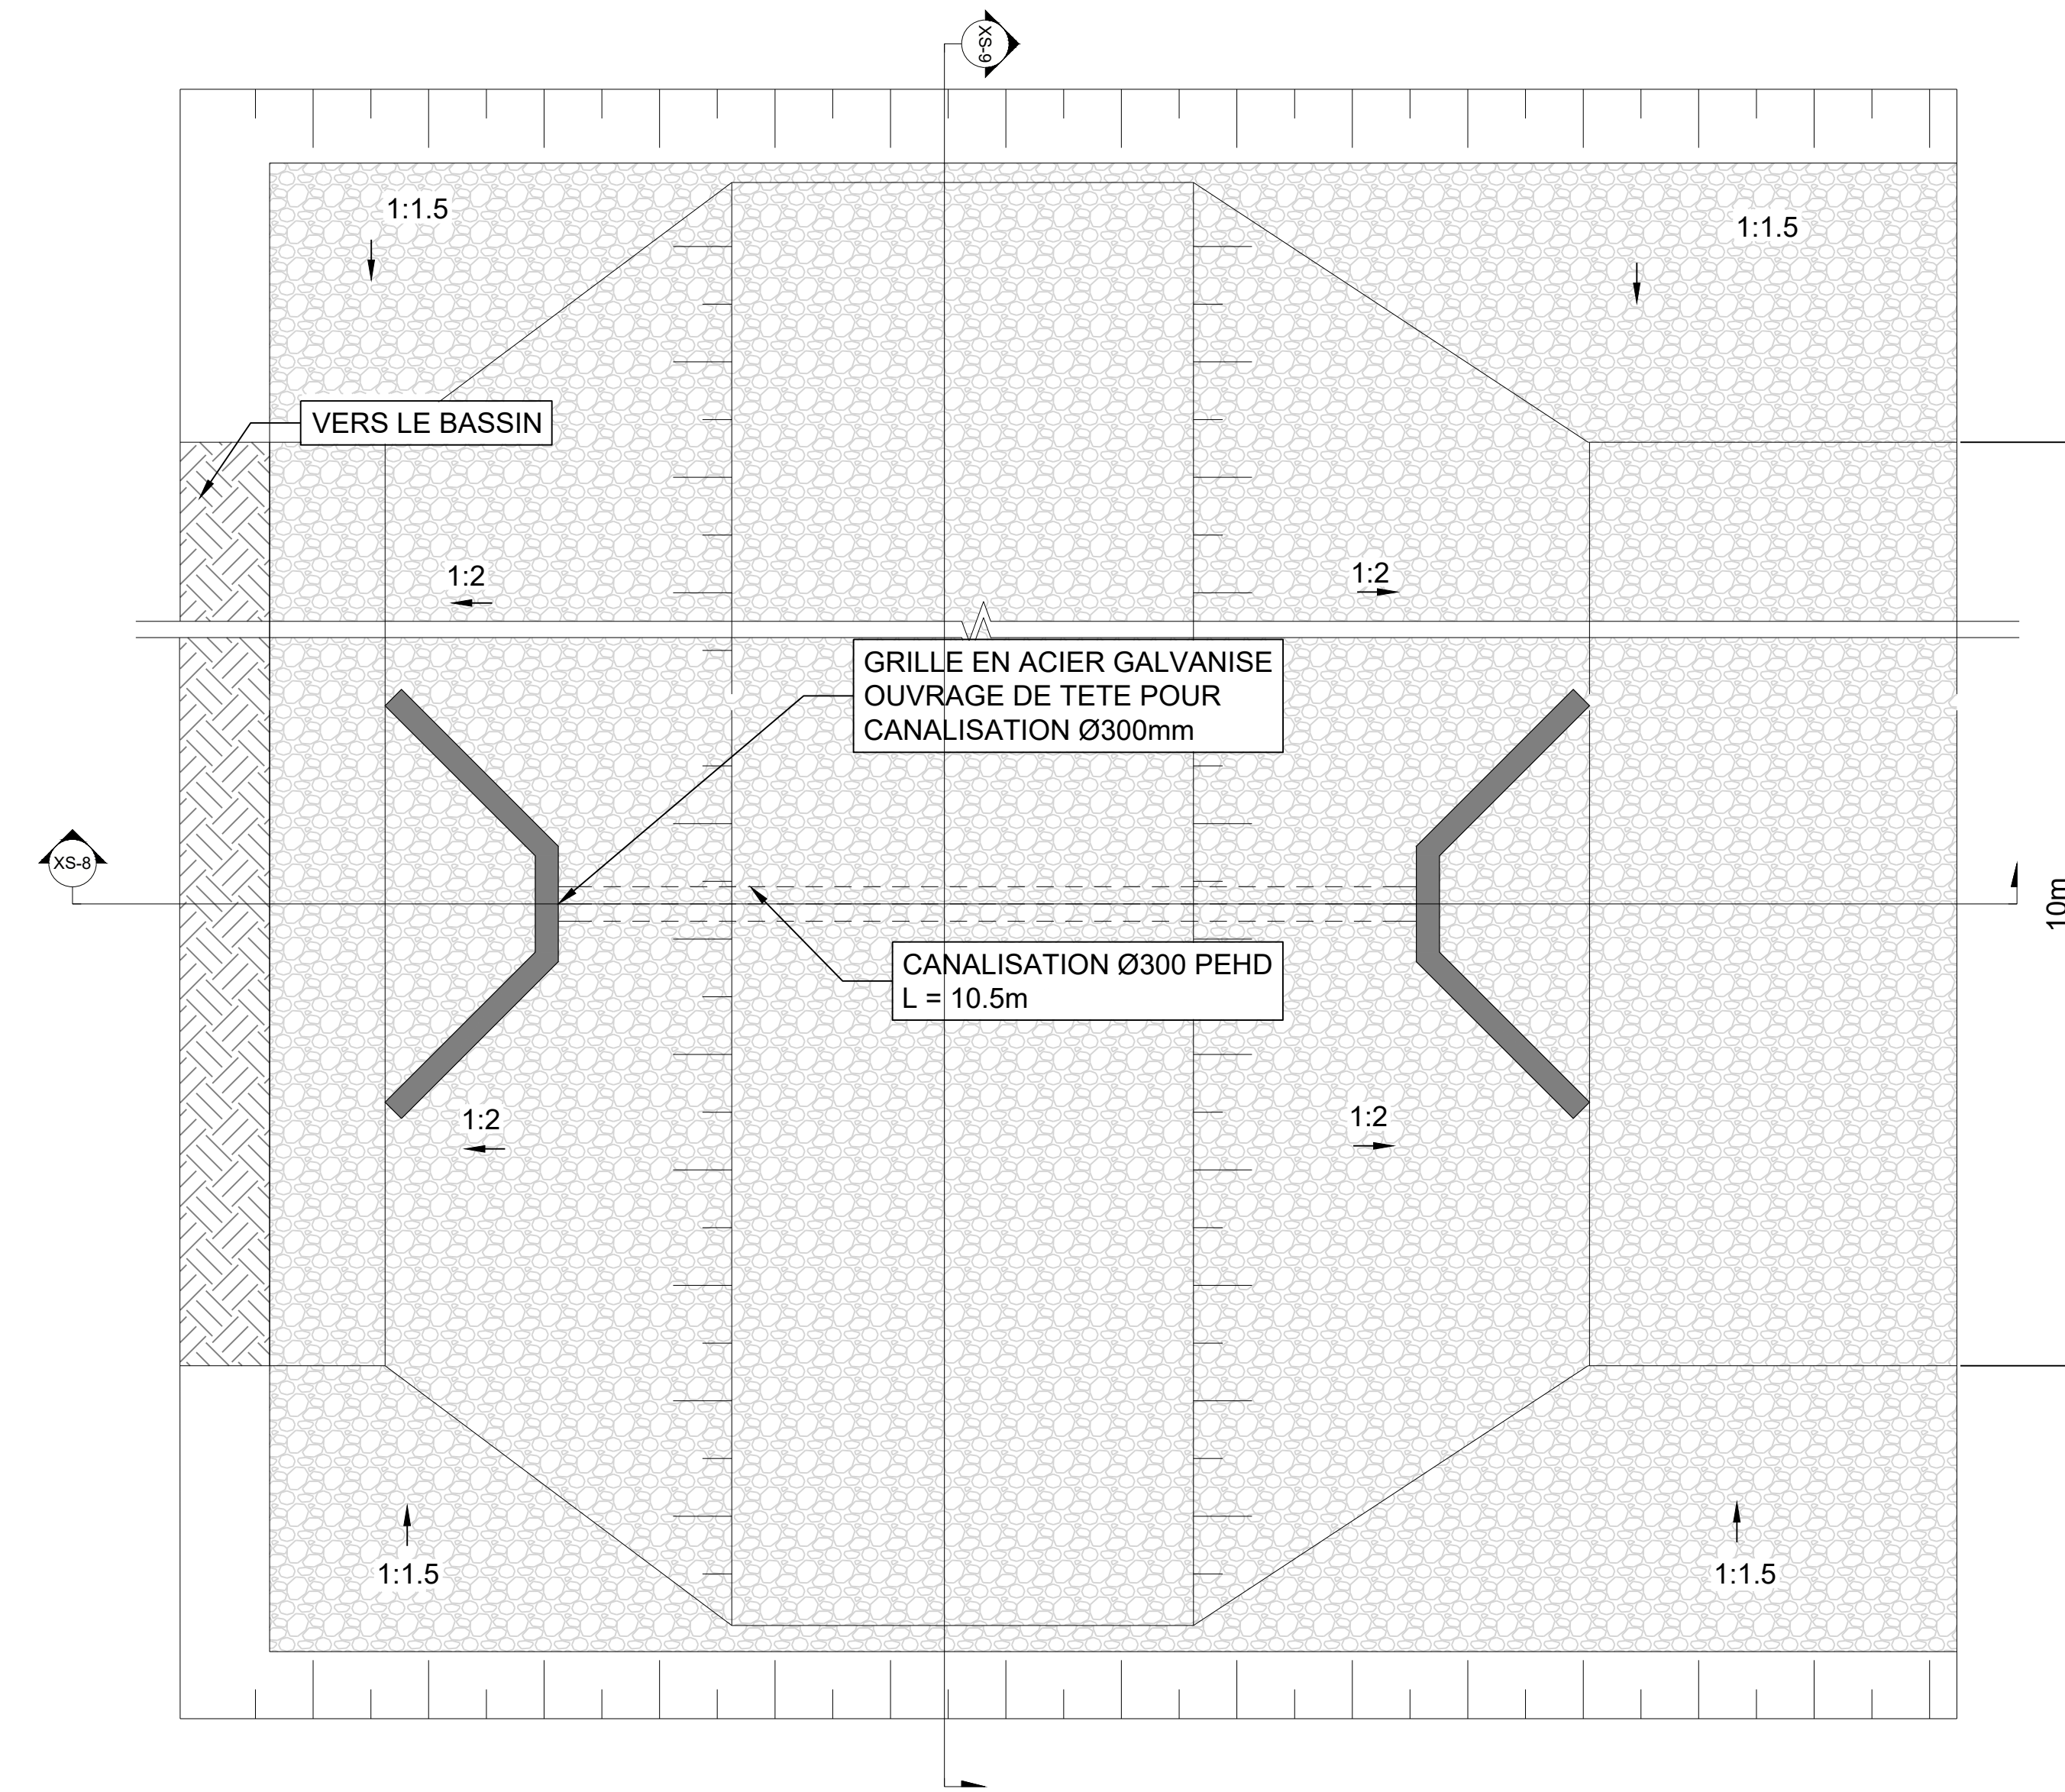 XS-9
1:1.5
1:1.5
VERS LE BASSIN
1:2
1:2
GRILLE EN ACIER GALVANISE
OUVRAGE DE TETE POUR
CANALISATION Ø300mm
XS-8
10m
CANALISATION Ø300 PEHD
L = 10.5m
1:2
1:2
1:1.5
1:1.5